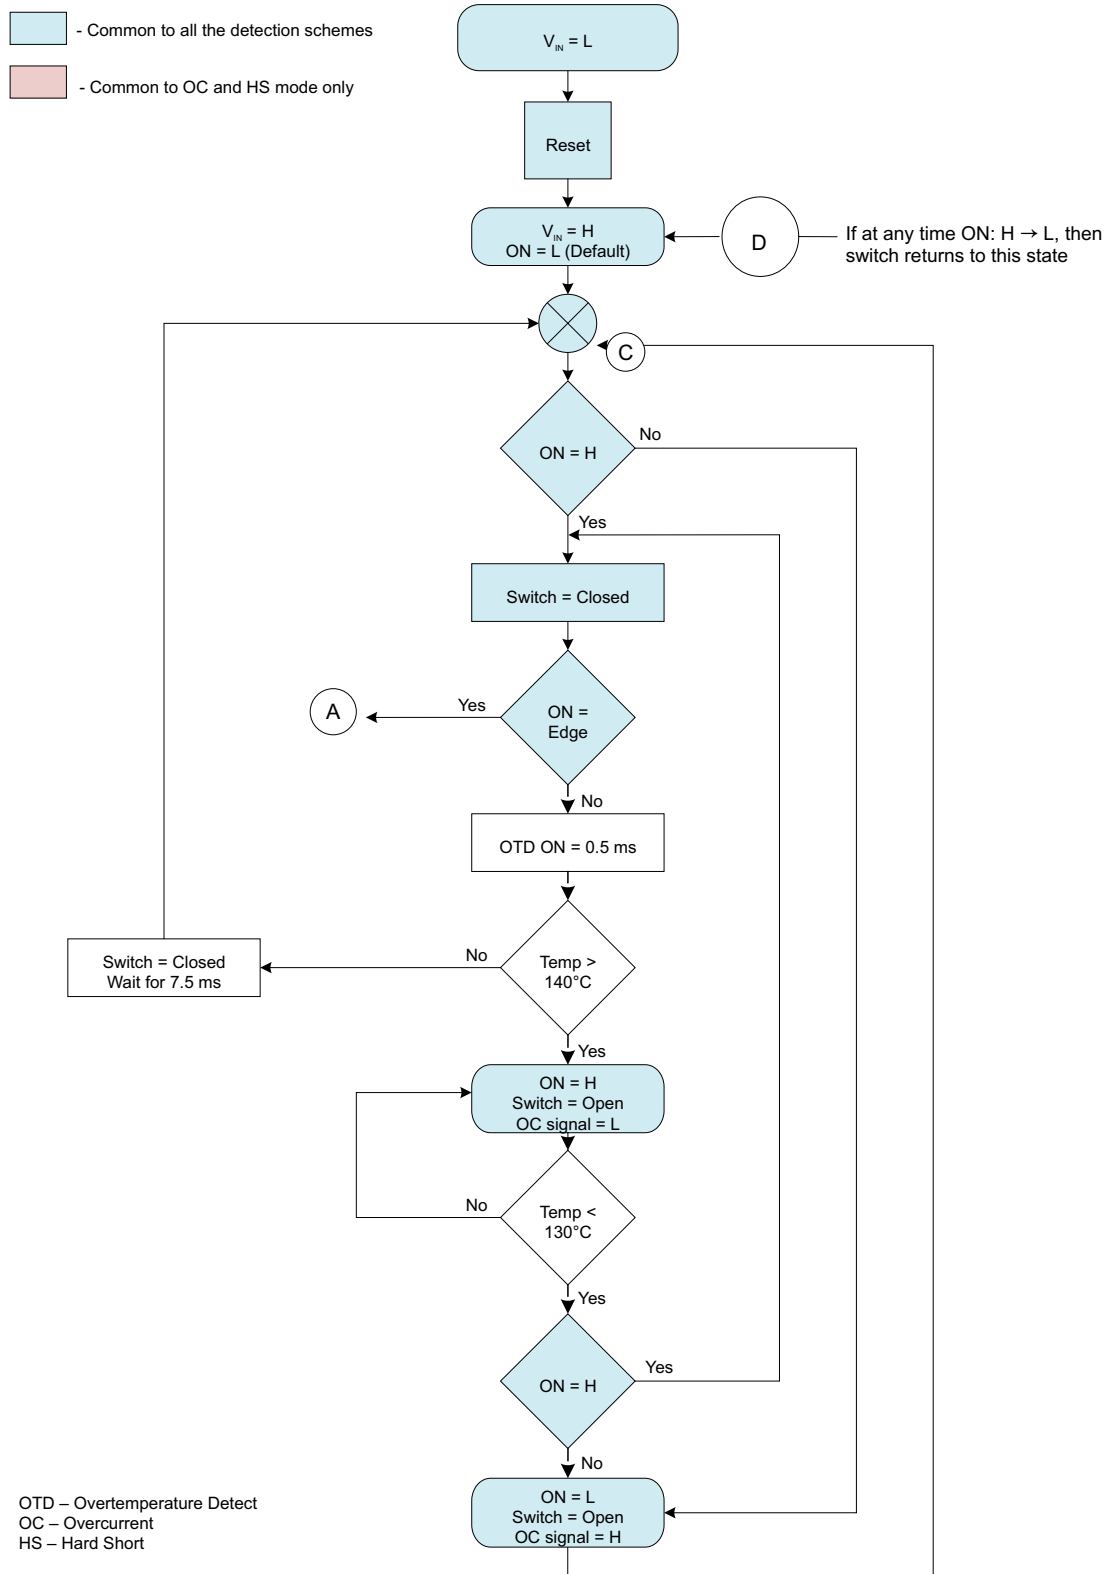 - Common to all the detection schemes
- Common to OC and HS mode only
V_IN = L
Reset
V_IN = H
ON = L (Default)
D
If at any time ON: H → L, then
switch returns to this state
C
ON = H
No
Yes
Switch = Closed
A
Yes
ON =
Edge
No
OTD ON = 0.5 ms
Switch = Closed
Wait for 7.5 ms
No
Temp >
140°C
Yes
ON = H
Switch = Open
OC signal = L
No
Temp <
130°C
Yes
ON = H
Yes
No
ON = L
Switch = Open
OC signal = H
OTD – Overtemperature Detect
OC – Overcurrent
HS – Hard Short